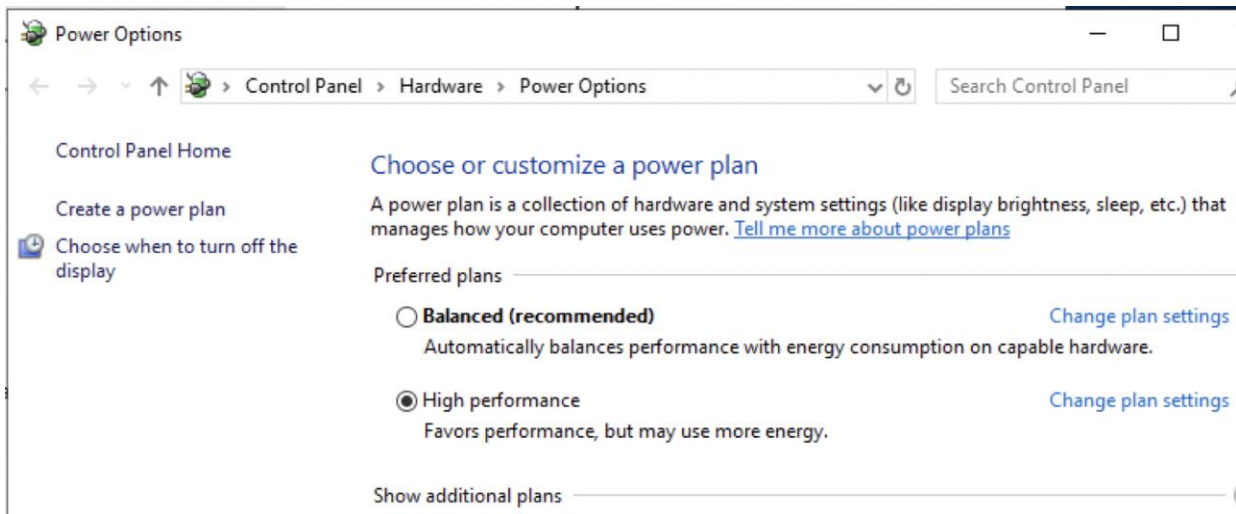 Power Options
Control Panel > Hardware > Power Options
Search Control Panel
Control Panel Home
Create a power plan
Choose when to turn off the
display
Choose or customize a power plan
A power plan is a collection of hardware and system settings (like display brightness, sleep, etc.) that
manages how your computer uses power. Tell me more about power plans
Preferred plans
Balanced (recommended)
Change plan settings
Automatically balances performance with energy consumption on capable hardware.
High performance
Change plan settings
Favors performance, but may use more energy.
Show additional plans